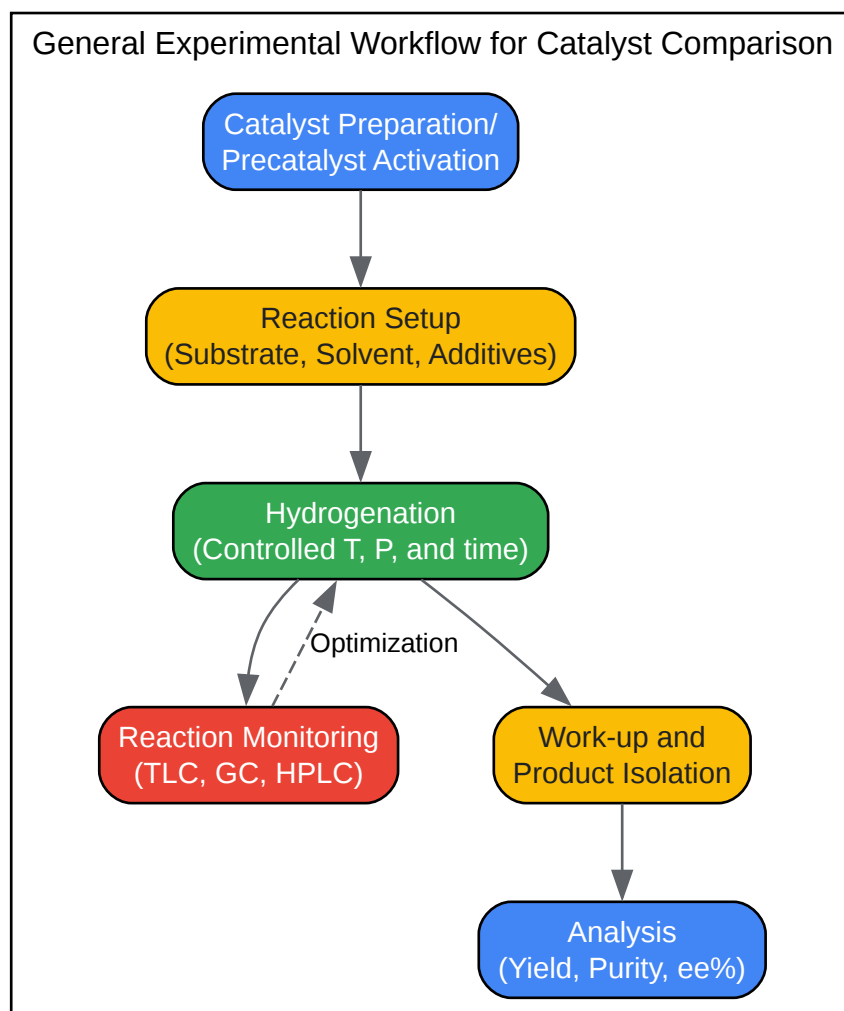 General Experimental Workflow for Catalyst Comparison
Catalyst Preparation/
Precatalyst Activation
Reaction Setup
(Substrate, Solvent, Additives)
Hydrogenation
(Controlled T, P, and time)
Optimization
Reaction Monitoring
(TLC, GC, HPLC)
Work-up and
Product Isolation
Analysis
(Yield, Purity, ee%)